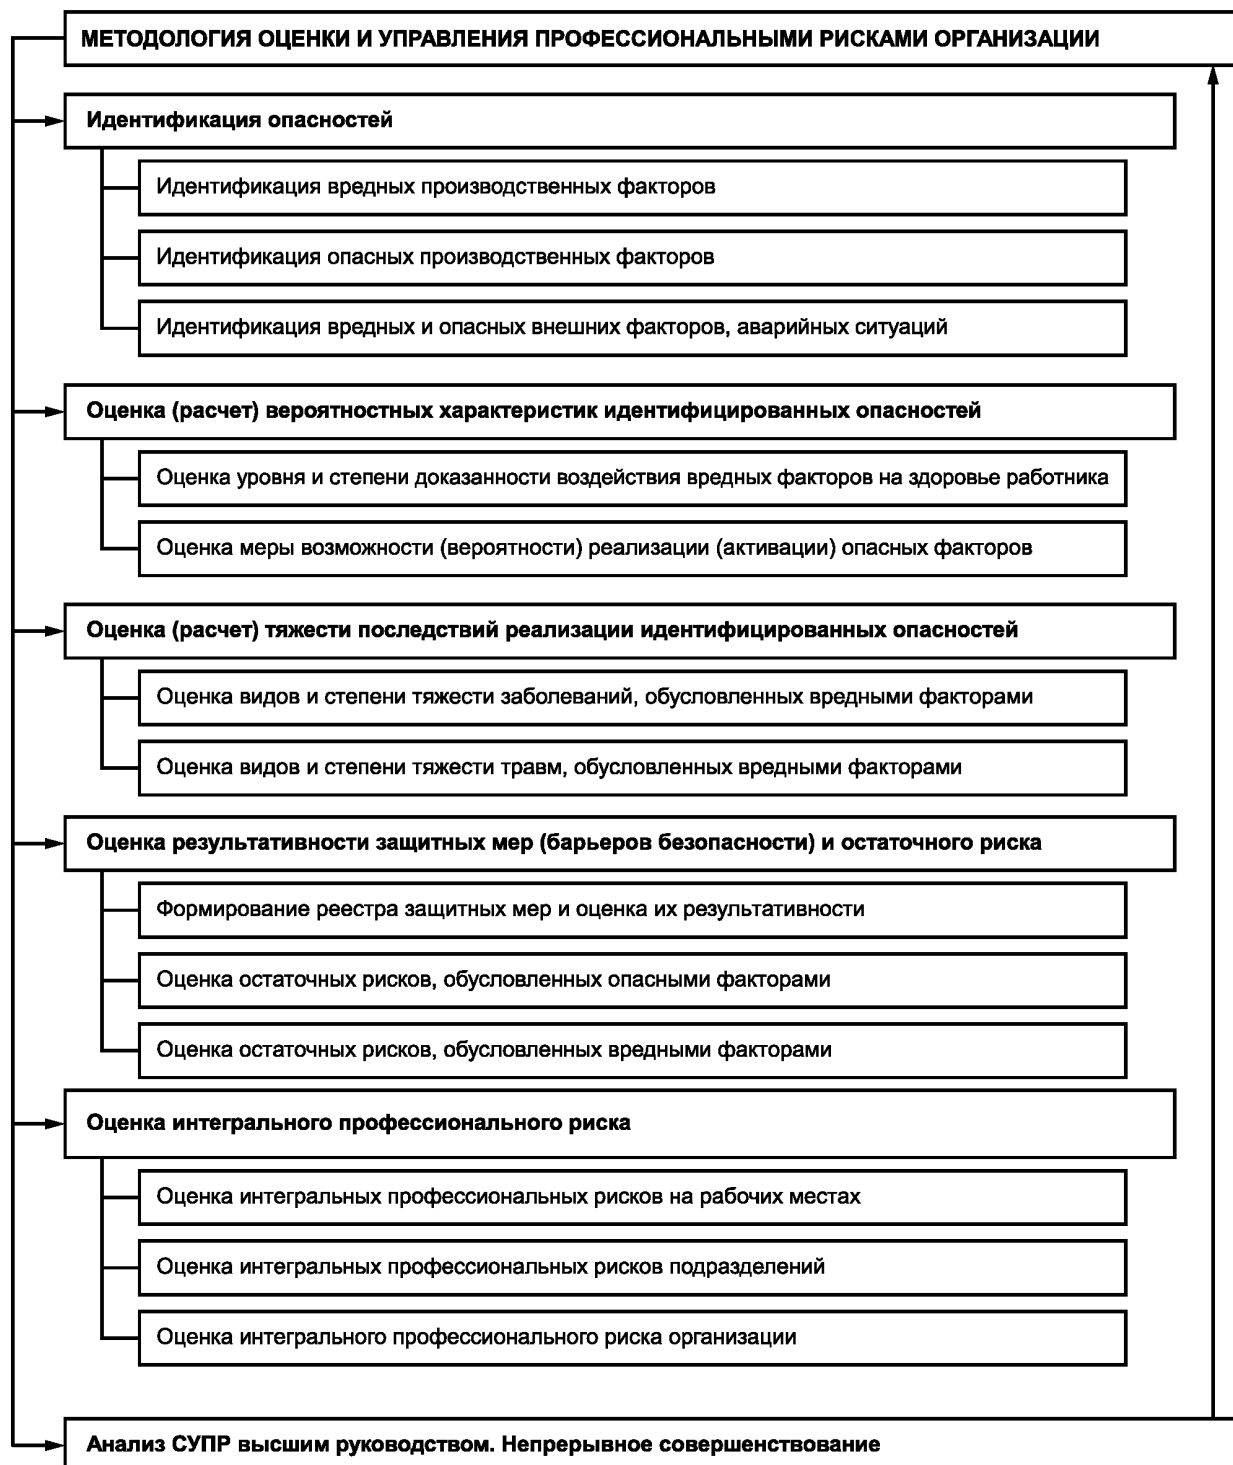 МЕТОДОЛОГИЯ ОЦЕНКИ И УПРАВЛЕНИЯ ПРОФЕССИОНАЛЬНЫМИ РИСКАМИ ОРГАНИЗАЦИИ
Идентификация опасностей
Идентификация вредных производственных факторов
Идентификация опасных производственных факторов
Идентификация вредных и опасных внешних факторов, аварийных ситуаций
Оценка (расчет) вероятностных характеристик идентифицированных опасностей
Оценка уровня и степени доказанности воздействия вредных факторов на здоровье работника
Оценка меры возможности (вероятности) реализации (активации) опасных факторов
Оценка (расчет) тяжести последствий реализации идентифицированных опасностей
Оценка видов и степени тяжести заболеваний, обусловленных вредными факторами
Оценка видов и степени тяжести травм, обусловленных вредными факторами
Оценка результативности защитных мер (барьеров безопасности) и остаточного риска
Формирование реестра защитных мер и оценка их результативности
Оценка остаточных рисков, обусловленных опасными факторами
Оценка остаточных рисков, обусловленных вредными факторами
Оценка интегрального профессионального риска
Оценка интегральных профессиональных рисков на рабочих местах
Оценка интегральных профессиональных рисков подразделений
Оценка интегрального профессионального риска организации
Анализ СУПР высшим руководством. Непрерывное совершенствование